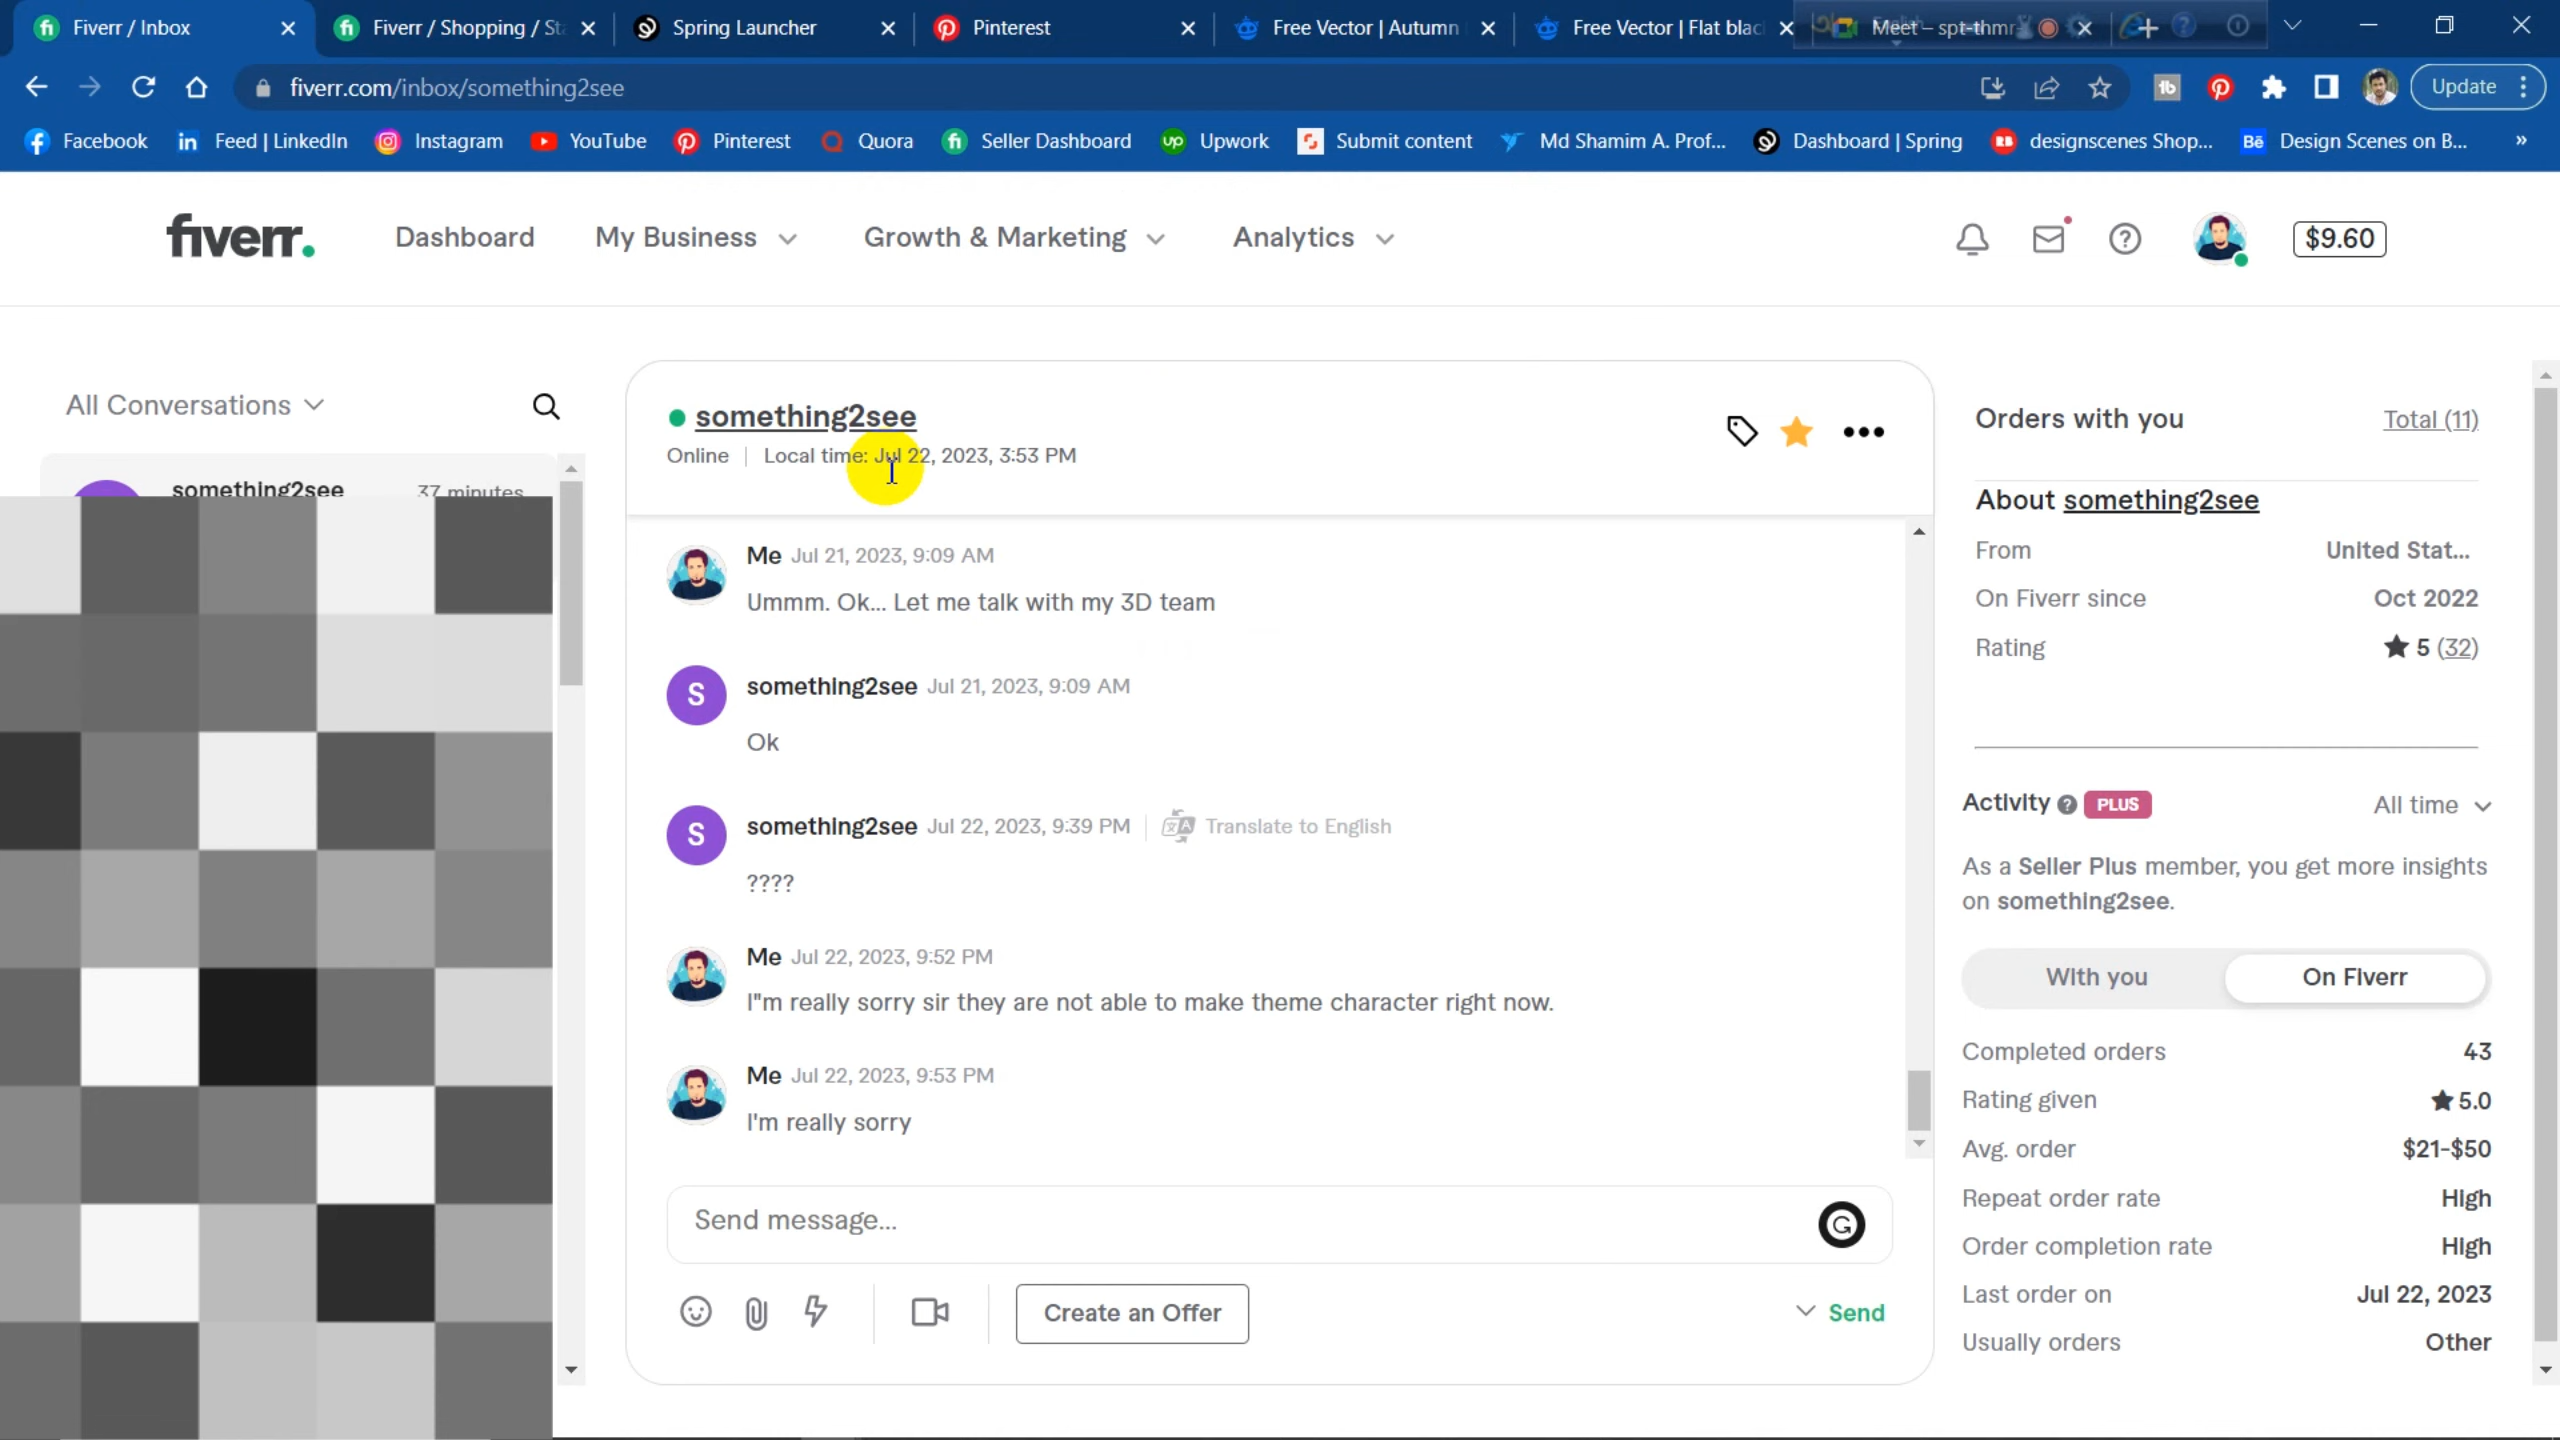 Fiverr / Inbox
Fiverr / Shopping / St
Spring Launcher
Pinterest
Free Vector | Autumn
Free Vector | Flat blac
Meet – spt-thmr
fiverr.com/inbox/something2see
Update
Facebook
Feed | LinkedIn
Instagram
YouTube
Pinterest
Quora
Seller Dashboard
Upwork
Submit content
Md Shamim A. Prof...
Dashboard | Spring
designscenes Shop...
Design Scenes on B...
fiverr.
Dashboard
My Business
Growth & Marketing
Analytics
$9.60
All Conversations
something2see
37 minutes
something2see
Online | Local time: Jul 22, 2023, 3:53 PM
Me Jul 21, 2023, 9:09 AM
Ummm. Ok... Let me talk with my 3D team
S
something2see Jul 21, 2023, 9:09 AM
Ok
S
something2see Jul 22, 2023, 9:39 PM
Translate to English
????
Me Jul 22, 2023, 9:52 PM
I"m really sorry sir they are not able to make theme character right now.
Me Jul 22, 2023, 9:53 PM
I'm really sorry
Send message...
Create an Offer
Send
Orders with you
Total (11)
About something2see
From United Stat...
On Fiverr since Oct 2022
Rating 5 (32)
Activity PLUS
All time
As a Seller Plus member, you get more insights
on something2see.
With you
On Fiverr
Completed orders 43
Rating given 5.0
Avg. order $21-$50
Repeat order rate High
Order completion rate High
Last order on Jul 22, 2023
Usually orders Other